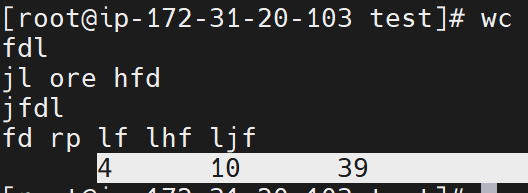 [root@ip-172-31-20-103 test]# wc
fdl
jl ore hfd
jfdl
fd rp lf lhf ljf
4 10 39